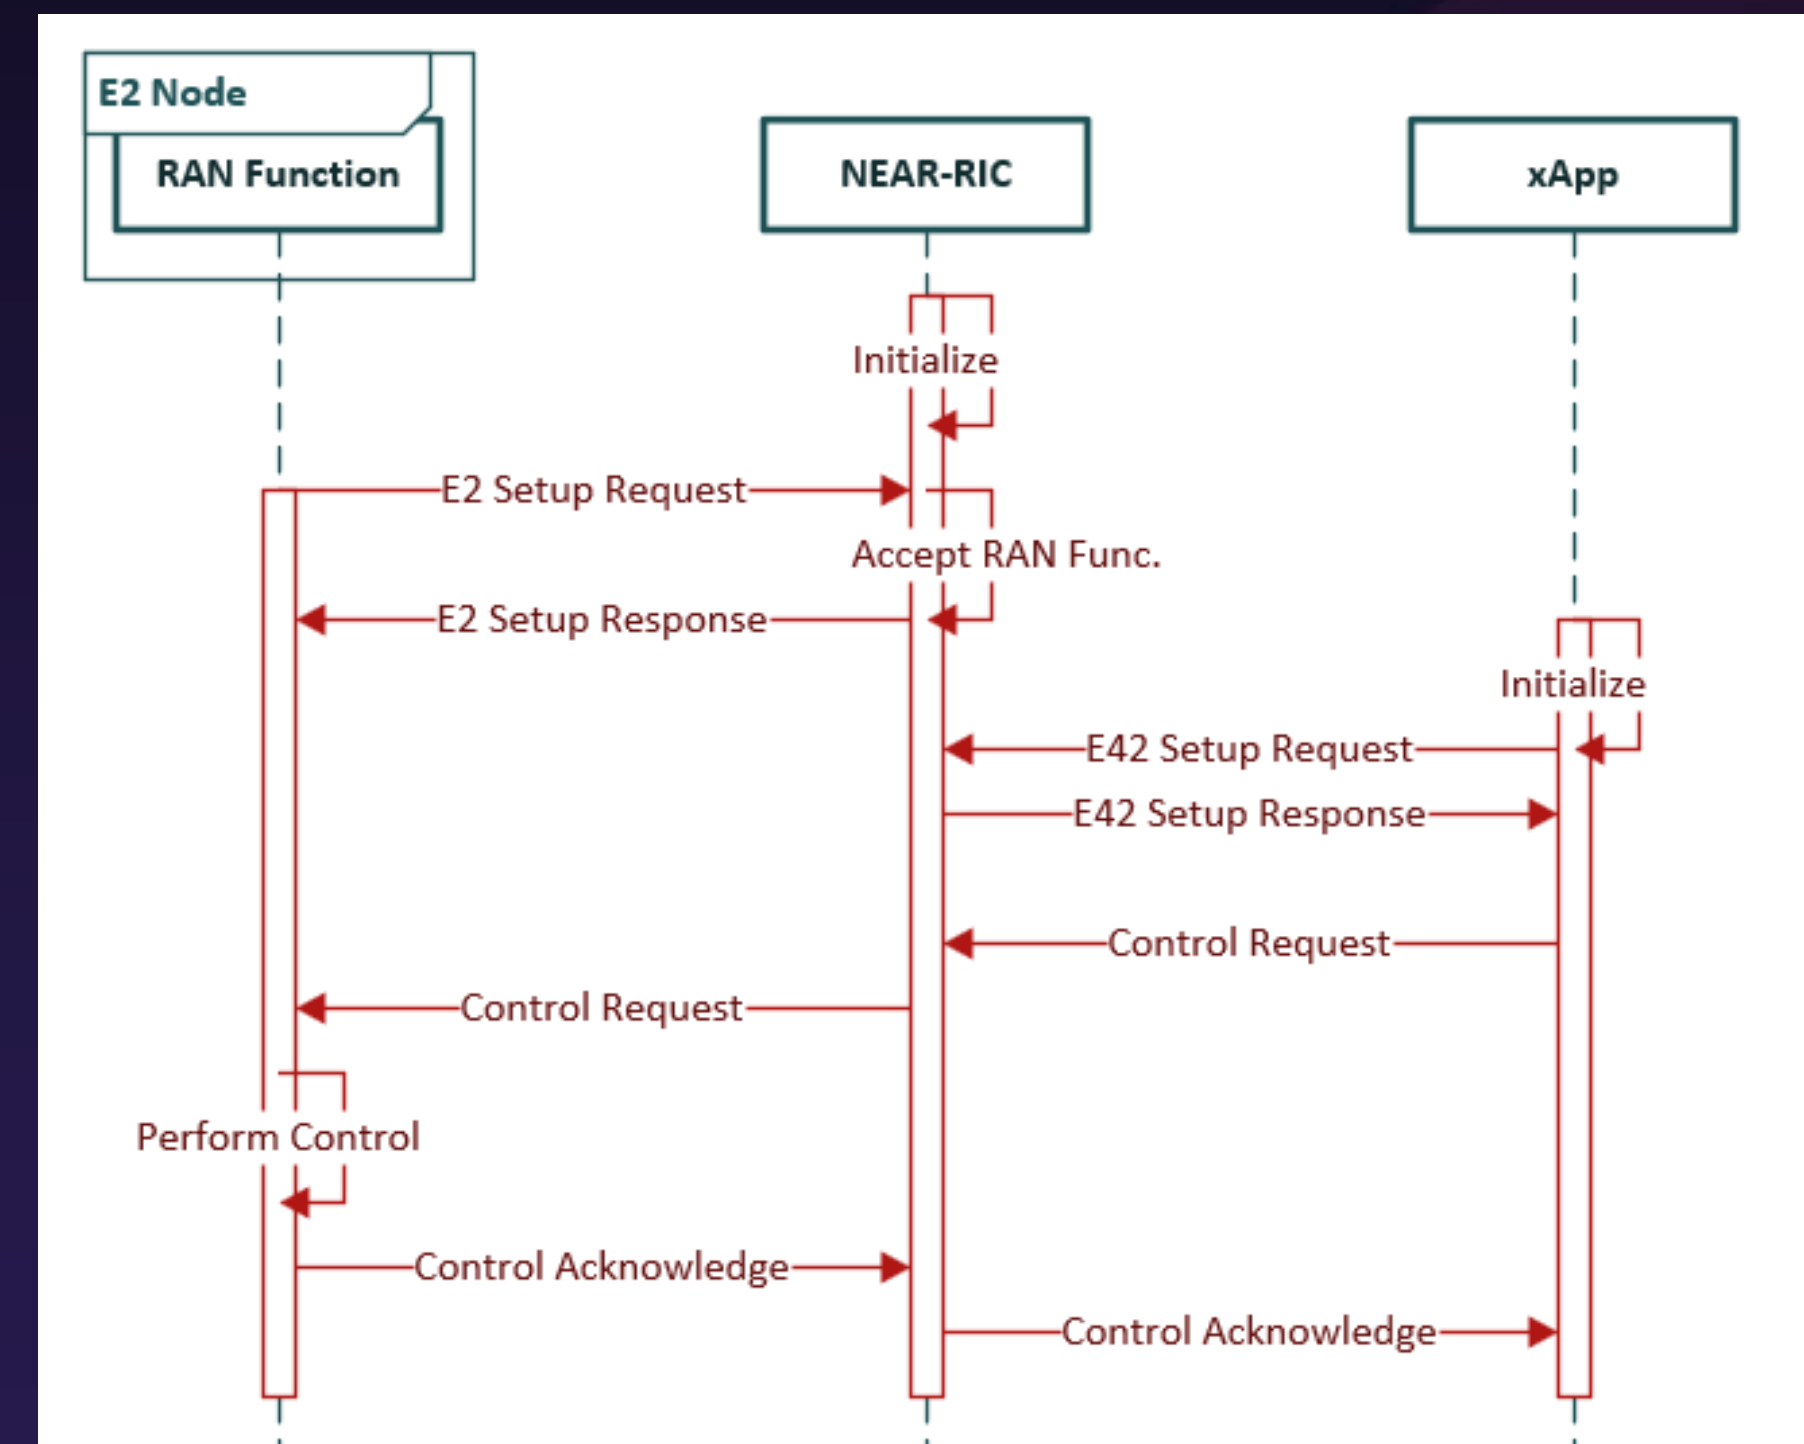 E2 Node
RAN Function
NEAR-RIC
xApp
Initialize
E2 Setup Request
Accept RAN Func.
E2 Setup Response
Initialize
E42 Setup Request
E42 Setup Response
Control Request
Control Request
Perform Control
Control Acknowledge
Control Acknowledge